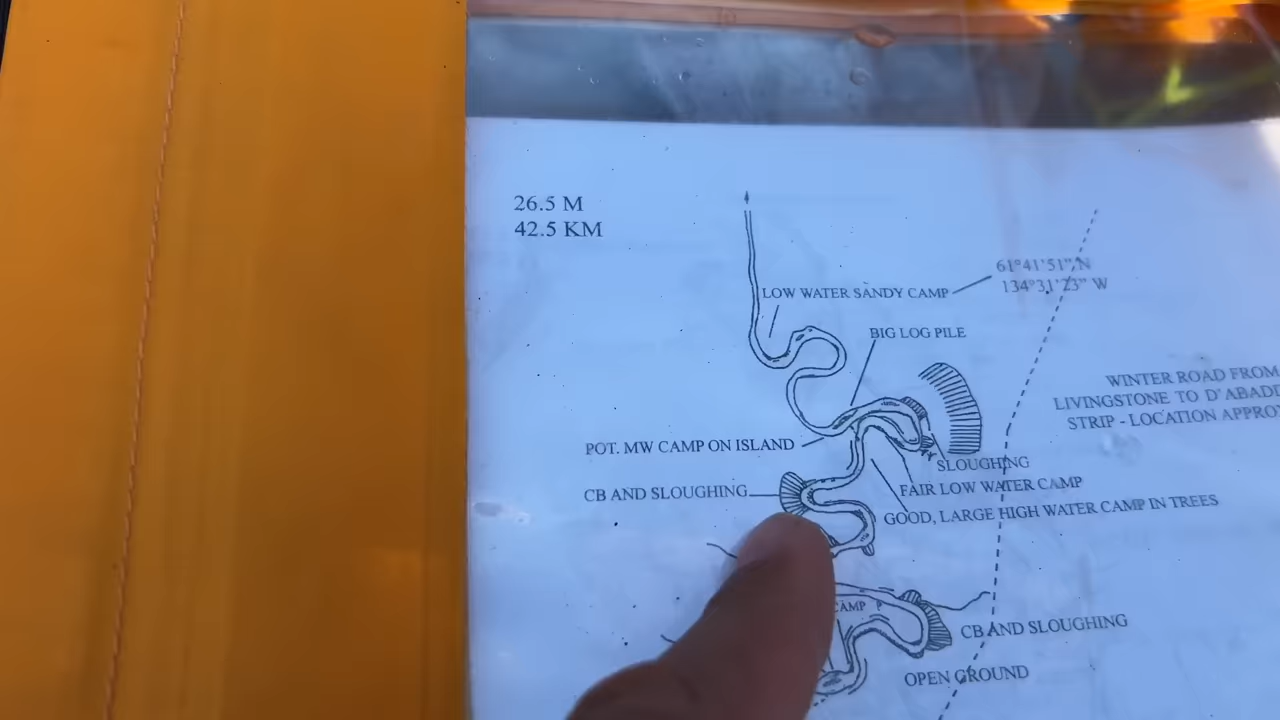 26.5 M
42.5 KM
61°41'51" N
134°31'23" W
LOW WATER SANDY CAMP
BIG LOG PILE
WINTER ROAD FROM
LIVINGSTONE TO D'ABAD
STRIP - LOCATION APPRO
POT. MW CAMP ON ISLAND
SLOUGHING
FAIR LOW WATER CAMP
CB AND SLOUGHING
GOOD, LARGE HIGH WATER CAMP IN TREES
CAMP
CB AND SLOUGHING
OPEN GROUND